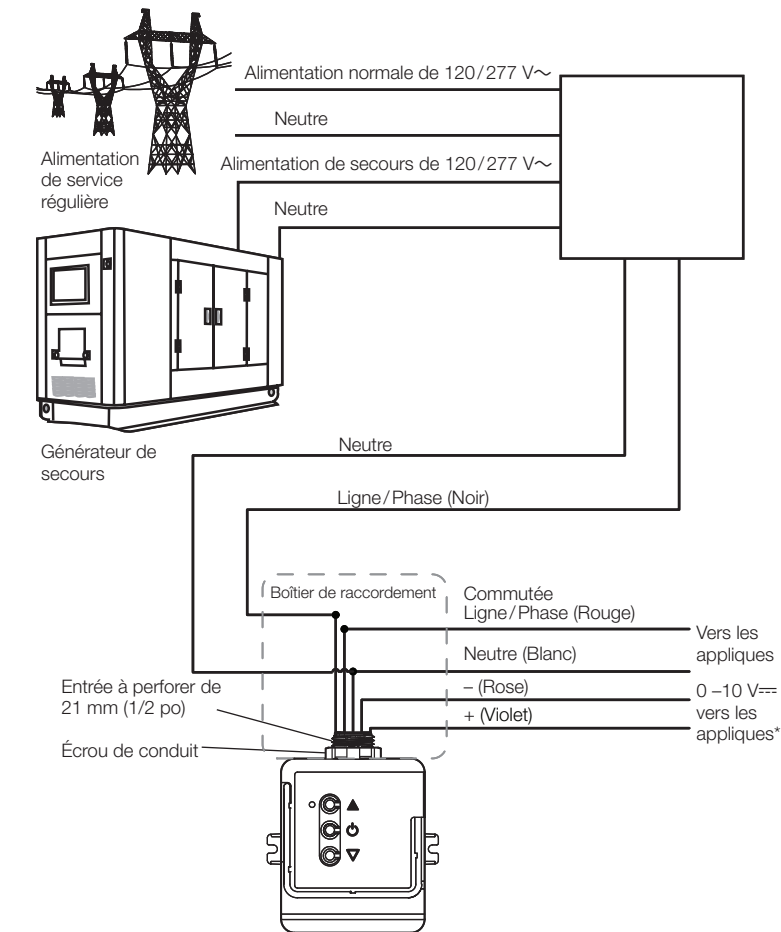 Alimentation normale de 120/277 V~
Neutre
Alimentation
de service
régulière
Alimentation de secours de 120/277 V~
Neutre
Générateur de
secours
Neutre
Ligne/Phase (Noir)
Boîtier de raccordement
Commutée
Ligne/Phase (Rouge)
Vers les
appliques
Neutre (Blanc)
– (Rose)
+ (Violet)
0 –10 V⎓
vers les
appliques*
Entrée à perforer de
21 mm (1/2 po)
Écrou de conduit